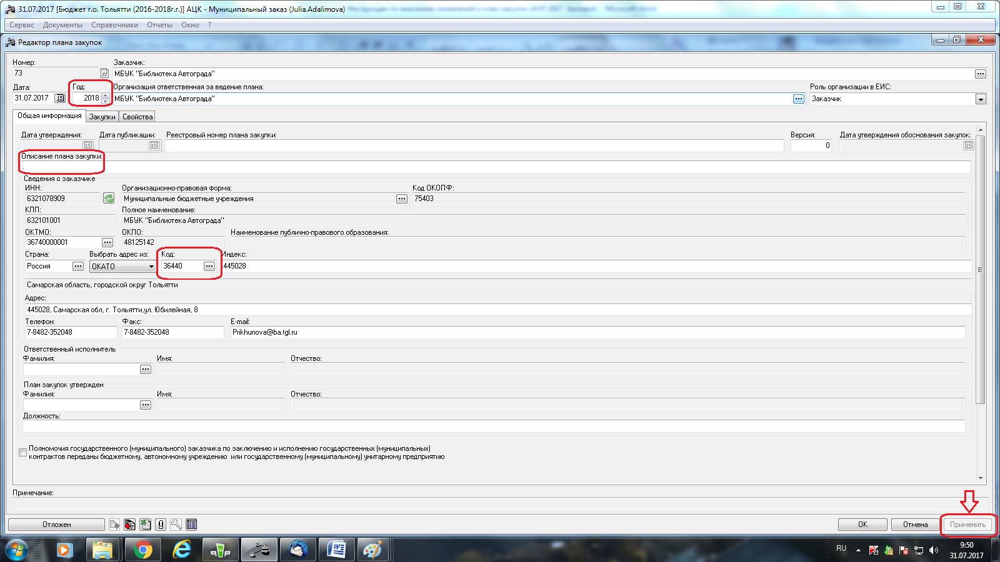 31.07.2017 [Бюджет г.о. Тольятти (2016-2018г.г.)] АЦК - Муниципальный заказ (Julia.Adalimova)
Сервис Документы Справочники Отчеты Окно ?
Редактор плана закупок
Номер: Заказчик:
73 # МБУК "Библиотека Автограда" ...
Дата: Год: Организация ответственная за ведение плана: Роль организации в ЕИС:
31.07.2017 15 2018 МБУК "Библиотека Автограда" ... Заказчик
Общая информация Закупки Свойства
Дата утверждения: Дата публикации: Реестровый номер плана закупки: Версия: Дата утверждения обоснования закупок:
15 15 0 15
Описание плана закупки:
.
Сведения о заказчике
ИНН: Организационно-правовая форма: Код ОКОПФ:
6321078909 Муниципальные бюджетные учреждения ... 75403
КПП: Полное наименование:
632101001 МБУК "Библиотека Автограда"
ОКТМО: ОКПО: Наименование публично-правового образования:
36740000001 ... 48125142
Страна: Выбрать адрес из: Код: Индекс:
Россия ... ОКАТО 36440 ... 445028
Самарская область, городской округ Тольятти
Адрес:
445028, Самарская обл, г. Тольятти,ул. Юбилейная, 8
Телефон: Факс: E-mail:
7-8482-352048 7-8482-352048 Prikhunova@ba.tgl.ru
Ответственный исполнитель
Фамилия: Имя: Отчество:
...
План закупок утвержден
Фамилия: Имя: Отчество:
...
Должность:
Полномочия государственного (муниципального) заказчика по заключению и исполнению государственных (муниципальных)
контрактов переданы бюджетному, автономному учреждению или государственному (муниципальному) унитарному предприятию
Примечание:
Отложен OK Отмена Применить
RU 9:50
31.07.2017